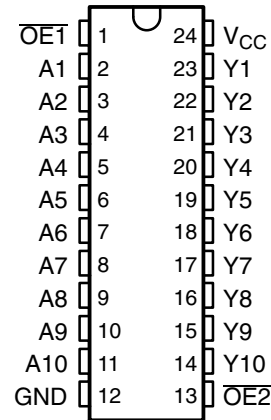 OE1 1 24 VCC
A1 2 23 Y1
A2 3 22 Y2
A3 4 21 Y3
A4 5 20 Y4
A5 6 19 Y5
A6 7 18 Y6
A7 8 17 Y7
A8 9 16 Y8
A9 10 15 Y9
A10 11 14 Y10
GND 12 13 OE2